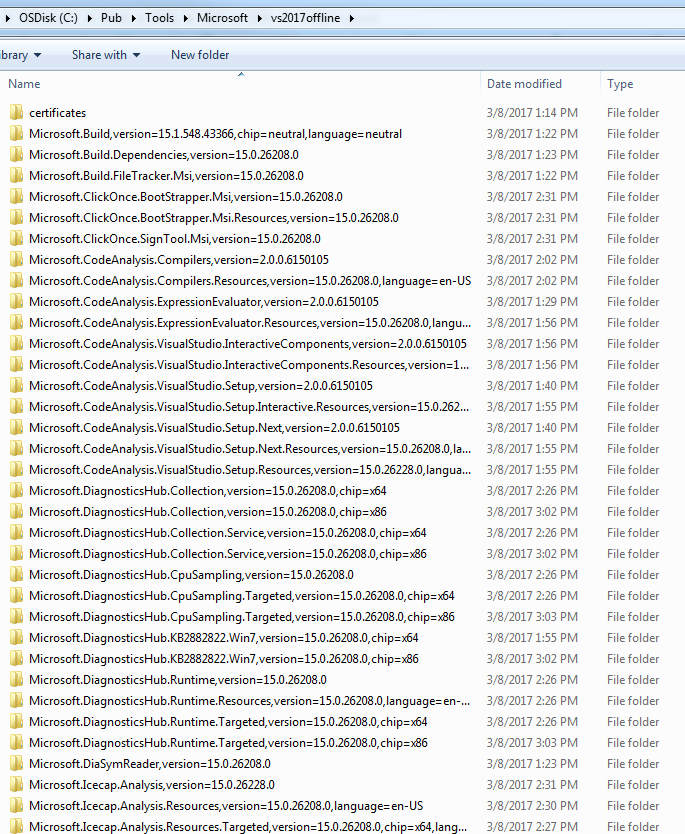 OSDisk (C:) Pub Tools Microsoft vs2017offline
ibrary Share with New folder
Name Date modified Type
certificates 3/8/2017 1:14 PM File folder
Microsoft.Build,version=15.1.548.43366,chip=neutral,language=neutral 3/8/2017 1:22 PM File folder
Microsoft.Build.Dependencies,version=15.0.26208.0 3/8/2017 1:23 PM File folder
Microsoft.Build.FileTracker.Msi,version=15.0.26208.0 3/8/2017 1:22 PM File folder
Microsoft.ClickOnce.BootStrapper.Msi,version=15.0.26208.0 3/8/2017 2:31 PM File folder
Microsoft.ClickOnce.BootStrapper.Msi.Resources,version=15.0.26208.0 3/8/2017 2:31 PM File folder
Microsoft.ClickOnce.SignTool.Msi,version=15.0.26208.0 3/8/2017 2:31 PM File folder
Microsoft.CodeAnalysis.Compilers,version=2.0.0.6150105 3/8/2017 2:02 PM File folder
Microsoft.CodeAnalysis.Compilers.Resources,version=15.0.26208.0,language=en-US 3/8/2017 2:02 PM File folder
Microsoft.CodeAnalysis.ExpressionEvaluator,version=2.0.0.6150105 3/8/2017 1:29 PM File folder
Microsoft.CodeAnalysis.ExpressionEvaluator.Resources,version=15.0.26208.0,langu... 3/8/2017 1:56 PM File folder
Microsoft.CodeAnalysis.VisualStudio.InteractiveComponents,version=2.0.0.6150105 3/8/2017 1:56 PM File folder
Microsoft.CodeAnalysis.VisualStudio.InteractiveComponents.Resources,version=1... 3/8/2017 1:56 PM File folder
Microsoft.CodeAnalysis.VisualStudio.Setup,version=2.0.0.6150105 3/8/2017 1:40 PM File folder
Microsoft.CodeAnalysis.VisualStudio.Setup.Interactive.Resources,version=15.0.262... 3/8/2017 1:55 PM File folder
Microsoft.CodeAnalysis.VisualStudio.Setup.Next,version=2.0.0.6150105 3/8/2017 1:40 PM File folder
Microsoft.CodeAnalysis.VisualStudio.Setup.Next.Resources,version=15.0.26208.0,la... 3/8/2017 1:55 PM File folder
Microsoft.CodeAnalysis.VisualStudio.Setup.Resources,version=15.0.26228.0,langua... 3/8/2017 1:55 PM File folder
Microsoft.DiagnosticsHub.Collection,version=15.0.26208.0,chip=x64 3/8/2017 2:26 PM File folder
Microsoft.DiagnosticsHub.Collection,version=15.0.26208.0,chip=x86 3/8/2017 3:02 PM File folder
Microsoft.DiagnosticsHub.Collection.Service,version=15.0.26208.0,chip=x64 3/8/2017 2:26 PM File folder
Microsoft.DiagnosticsHub.Collection.Service,version=15.0.26208.0,chip=x86 3/8/2017 3:02 PM File folder
Microsoft.DiagnosticsHub.CpuSampling,version=15.0.26208.0 3/8/2017 2:26 PM File folder
Microsoft.DiagnosticsHub.CpuSampling.Targeted,version=15.0.26208.0,chip=x64 3/8/2017 2:26 PM File folder
Microsoft.DiagnosticsHub.CpuSampling.Targeted,version=15.0.26208.0,chip=x86 3/8/2017 3:03 PM File folder
Microsoft.DiagnosticsHub.KB2882822.Win7,version=15.0.26208.0,chip=x64 3/8/2017 1:55 PM File folder
Microsoft.DiagnosticsHub.KB2882822.Win7,version=15.0.26208.0,chip=x86 3/8/2017 3:02 PM File folder
Microsoft.DiagnosticsHub.Runtime,version=15.0.26208.0 3/8/2017 2:26 PM File folder
Microsoft.DiagnosticsHub.Runtime.Resources,version=15.0.26208.0,language=en-... 3/8/2017 2:26 PM File folder
Microsoft.DiagnosticsHub.Runtime.Targeted,version=15.0.26208.0,chip=x64 3/8/2017 2:26 PM File folder
Microsoft.DiagnosticsHub.Runtime.Targeted,version=15.0.26208.0,chip=x86 3/8/2017 3:03 PM File folder
Microsoft.DiaSymReader,version=15.0.26208.0 3/8/2017 1:23 PM File folder
Microsoft.Icecap.Analysis,version=15.0.26228.0 3/8/2017 2:31 PM File folder
Microsoft.Icecap.Analysis.Resources,version=15.0.26208.0,language=en-US 3/8/2017 2:30 PM File folder
Microsoft.Icecap.Analysis.Resources.Targeted,version=15.0.26208.0,chip=x64,lang... 3/8/2017 2:27 PM File folder